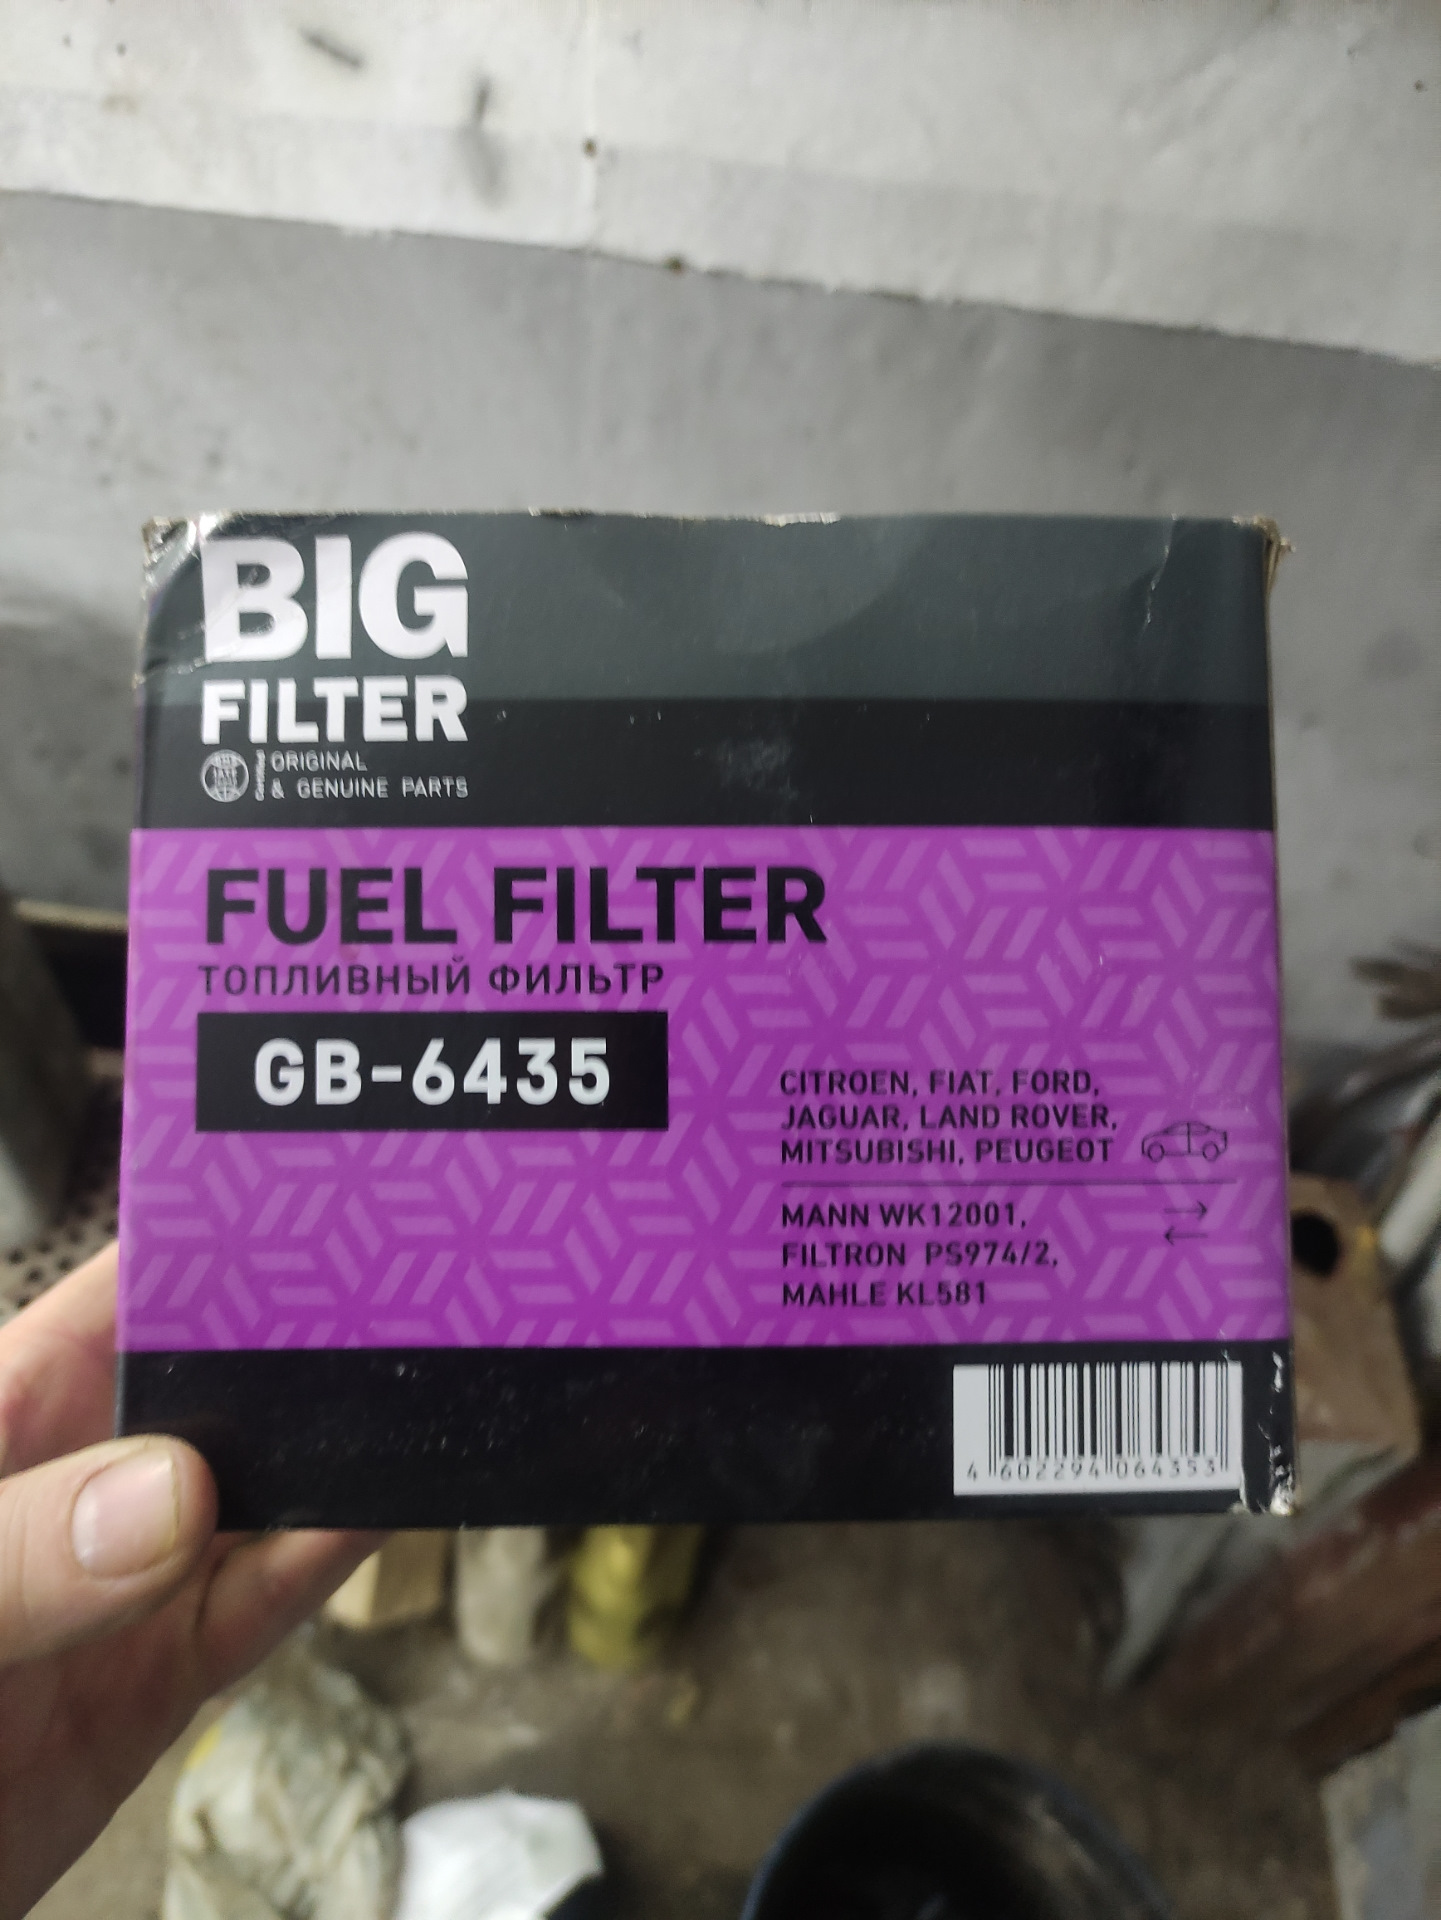 BIG
FILTER
Certified
ORIGINAL
& GENUINE PARTS
FUEL FILTER
ТОПЛИВНЫЙ ФИЛЬТР
GB-6435
CITROEN, FIAT, FORD,
JAGUAR, LAND ROVER,
MITSUBISHI, PEUGEOT
MANN WK12001,
FILTRON PS974/2,
MAHLE KL581
4 602294 064353